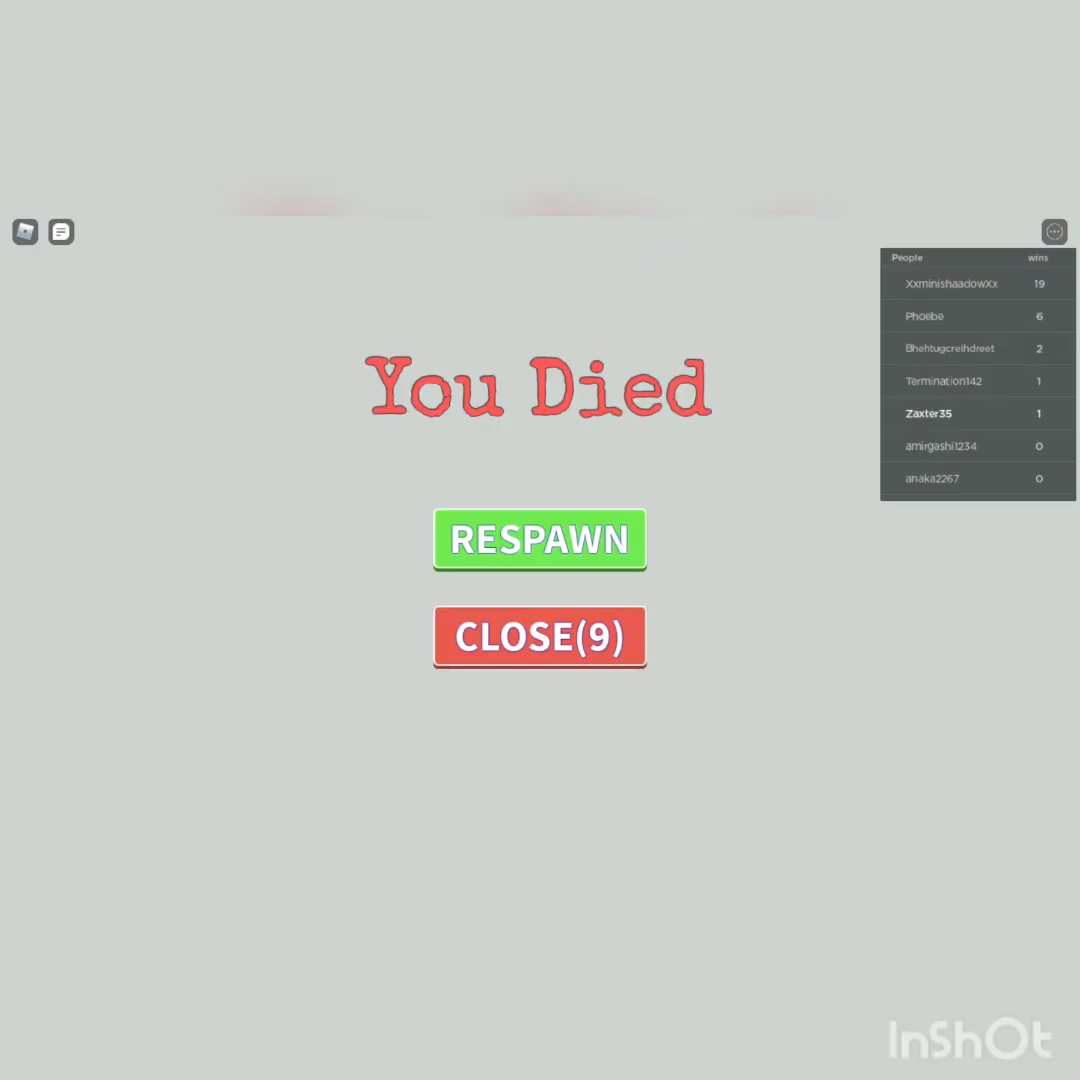 People wins
XxminishaadowXx 19
Phoebe 6
Bhehtugcrelhdreet 2
Termination142 1
Zaxter35 1
amirgashi1234 0
anaka2267 0
You Died
RESPAWN
CLOSE(9)
InShOt